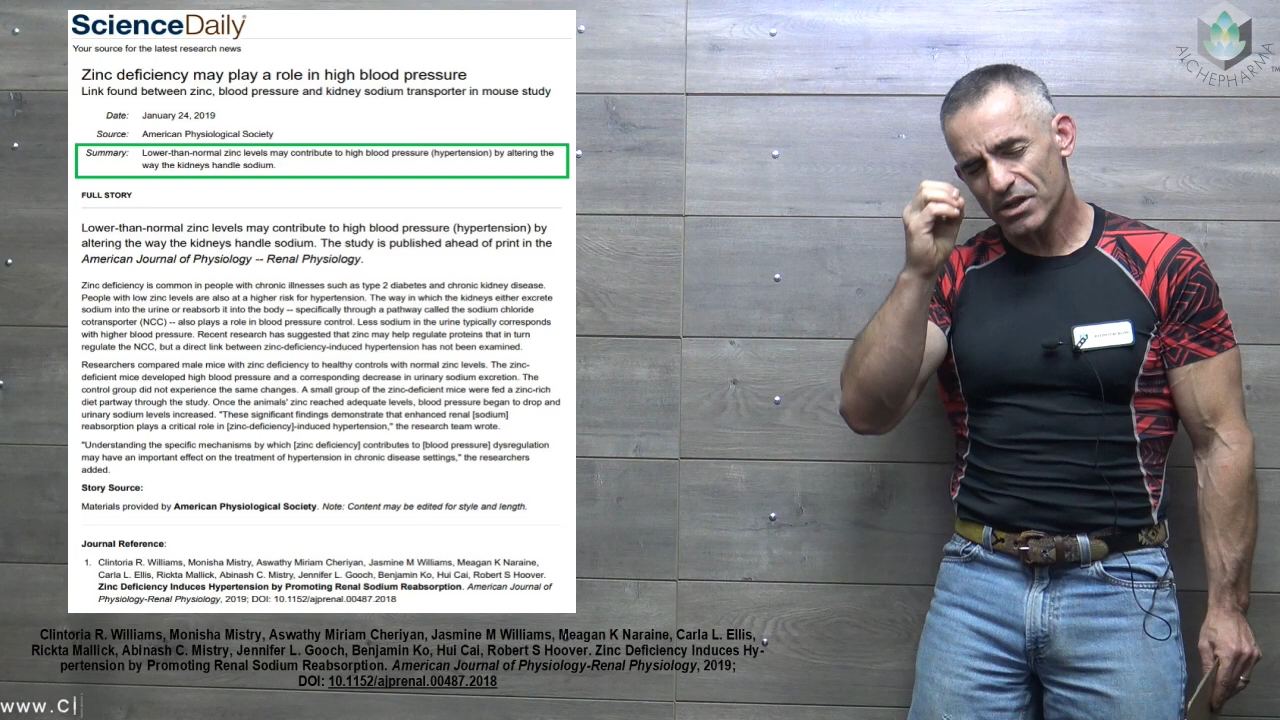 ScienceDaily
Your source for the latest research news
Zinc deficiency may play a role in high blood pressure
Link found between zinc, blood pressure and kidney sodium transporter in mouse study
Date: January 24, 2019
Source: American Physiological Society
Summary: Lower-than-normal zinc levels may contribute to high blood pressure (hypertension) by altering the
way the kidneys handle sodium.
FULL STORY
Lower-than-normal zinc levels may contribute to high blood pressure (hypertension) by
altering the way the kidneys handle sodium. The study is published ahead of print in the
American Journal of Physiology -- Renal Physiology.
Zinc deficiency is common in people with chronic illnesses such as type 2 diabetes and chronic kidney disease.
People with low zinc levels are also at a higher risk for hypertension. The way in which the kidneys either excrete
sodium into the urine or reabsorb it into the body -- specifically through a pathway called the sodium chloride
cotransporter (NCC) -- also plays a role in blood pressure control. Less sodium in the urine typically corresponds
with higher blood pressure. Recent research has suggested that zinc may help regulate proteins that in turn
regulate the NCC, but a direct link between zinc-deficiency-induced hypertension has not been examined.
Researchers compared male mice with zinc deficiency to healthy controls with normal zinc levels. The zinc-
deficient mice developed high blood pressure and a corresponding decrease in urinary sodium excretion. The
control group did not experience the same changes. A small group of the zinc-deficient mice were fed a zinc-rich
diet partway through the study. Once the animals' zinc reached adequate levels, blood pressure began to drop and
urinary sodium levels increased. "These significant findings demonstrate that enhanced renal [sodium]
reabsorption plays a critical role in [zinc-deficiency]-induced hypertension," the research team wrote.
"Understanding the specific mechanisms by which [zinc deficiency] contributes to [blood pressure] dysregulation
may have an important effect on the treatment of hypertension in chronic disease settings," the researchers
added.
Story Source:
Materials provided by American Physiological Society. Note: Content may be edited for style and length.
Journal Reference:
1. Clintoria R. Williams, Monisha Mistry, Aswathy Miriam Cheriyan, Jasmine M Williams, Meagan K Naraine,
Carla L. Ellis, Rickta Mallick, Abinash C. Mistry, Jennifer L. Gooch, Benjamin Ko, Hui Cai, Robert S Hoover.
Zinc Deficiency Induces Hypertension by Promoting Renal Sodium Reabsorption. American Journal of
Physiology-Renal Physiology, 2019; DOI: 10.1152/ajprenal.00487.2018
Clintoria R. Williams, Monisha Mistry, Aswathy Miriam Cheriyan, Jasmine M Williams, Meagan K Naraine, Carla L. Ellis,
Rickta Mallick, Abinash C. Mistry, Jennifer L. Gooch, Benjamin Ko, Hui Cai, Robert S Hoover. Zinc Deficiency Induces Hy-
pertension by Promoting Renal Sodium Reabsorption. American Journal of Physiology-Renal Physiology, 2019;
DOI: 10.1152/ajprenal.00487.2018
www.Cl
ALCHEPHARMA™